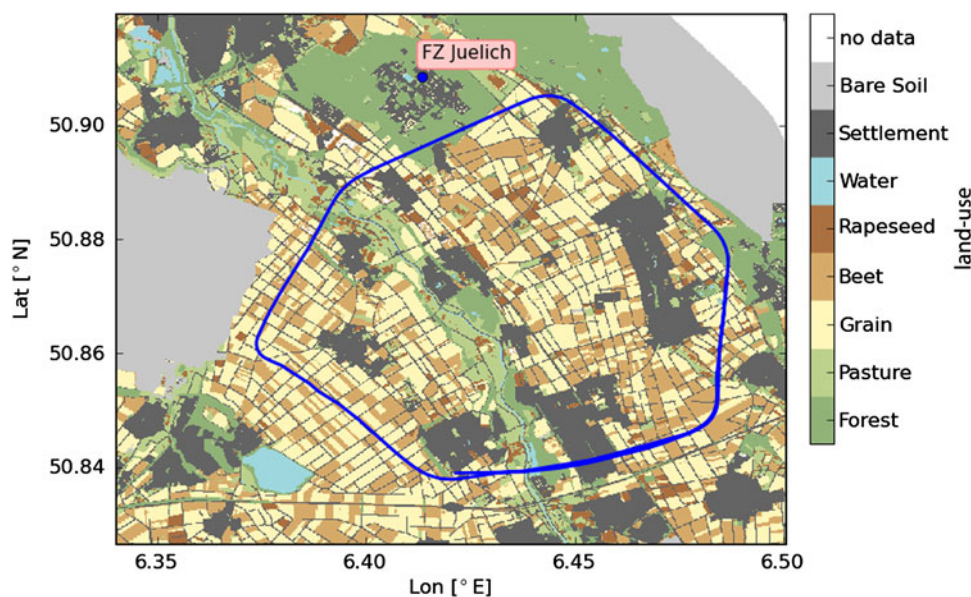 FZ Juelich
50.90
50.88
50.86
50.84
Lat [° N]
6.35
6.40
6.45
6.50
Lon [° E]
no data
Bare Soil
Settlement
Water
Rapeseed
Beet
Grain
Pasture
Forest
land-use